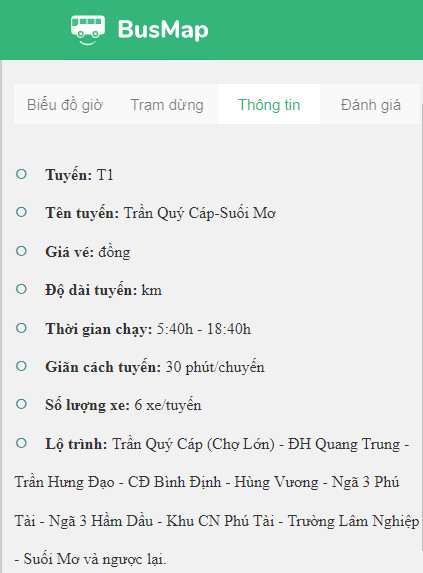 BusMap
Biểu đồ giờ Trạm dừng Thông tin Đánh giá
Tuyến: T1
Tên tuyến: Trần Quý Cáp-Suối Mơ
Giá vé: đồng
Độ dài tuyến: km
Thời gian chạy: 5:40h - 18:40h
Giãn cách tuyến: 30 phút/chuyến
Số lượng xe: 6 xe/tuyến
Lộ trình: Trần Quý Cáp (Chợ Lớn) - ĐH Quang Trung -
Trần Hưng Đạo - CĐ Bình Định - Hùng Vương - Ngã 3 Phú
Tài - Ngã 3 Hầm Dầu - Khu CN Phú Tài - Trường Lâm Nghiệp
- Suối Mơ và ngược lại.